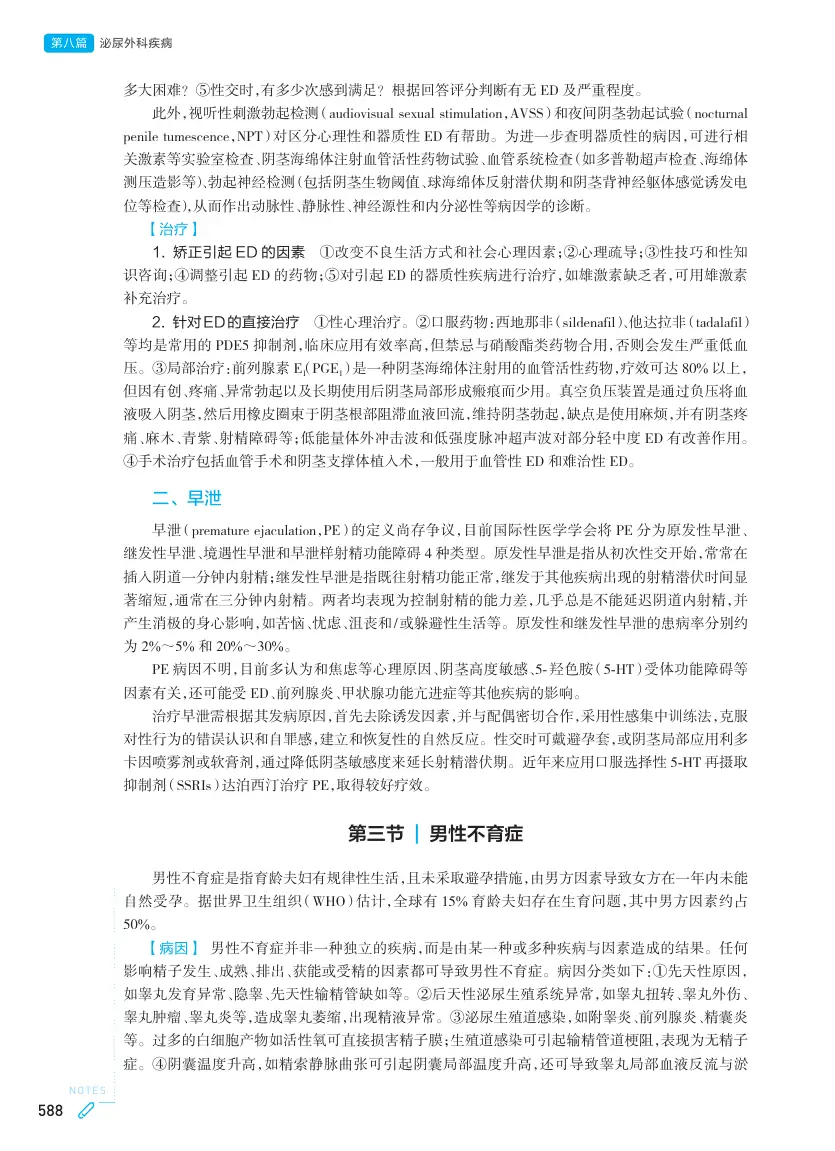 第八篇 泌尿外科疾病
多大困难？⑤性交时,有多少次感到满足？根据回答评分判断有无 ED 及严重程度。
此外,视听性刺激勃起检测(audiovisual sexual stimulation,AVSS)和夜间阴茎勃起试验(nocturnal
penile tumescence,NPT)对区分心理性和器质性 ED 有帮助。为进一步查明器质性的病因,可进行相
关激素等实验室检查、阴茎海绵体注射血管活性药物试验、血管系统检查(如多普勒超声检查、海绵体
测压造影等)、勃起神经检测(包括阴茎生物阈值、球海绵体反射潜伏期和阴茎背神经躯体感觉诱发电
位等检查),从而作出动脉性、静脉性、神经源性和内分泌性等病因学的诊断。
【治疗】
1. 矫正引起 ED 的因素 ①改变不良生活方式和社会心理因素;②心理疏导;③性技巧和性知
识咨询;④调整引起 ED 的药物;⑤对引起 ED 的器质性疾病进行治疗,如雄激素缺乏者,可用雄激素
补充治疗。
2. 针对ED的直接治疗 ①性心理治疗。②口服药物:西地那非(sildenafil)、他达拉非(tadalafil)
等均是常用的 PDE5 抑制剂,临床应用有效率高,但禁忌与硝酸酯类药物合用,否则会发生严重低血
压。③局部治疗:前列腺素 E₁(PGE₁)是一种阴茎海绵体注射用的血管活性药物,疗效可达 80% 以上,
但因有创、疼痛、异常勃起以及长期使用后阴茎局部形成瘢痕而少用。真空负压装置是通过负压将血
液吸入阴茎,然后用橡皮圈束于阴茎根部阻滞血液回流,维持阴茎勃起,缺点是使用麻烦,并有阴茎疼
痛、麻木、青紫、射精障碍等;低能量体外冲击波和低强度脉冲超声波对部分轻中度 ED 有改善作用。
④手术治疗包括血管手术和阴茎支撑体植入术,一般用于血管性 ED 和难治性 ED。
二、早泄
早泄(premature ejaculation,PE)的定义尚存争议,目前国际性医学学会将 PE 分为原发性早泄、
继发性早泄、境遇性早泄和早泄样射精功能障碍 4 种类型。原发性早泄是指从初次性交开始,常常在
插入阴道一分钟内射精;继发性早泄是指既往射精功能正常,继发于其他疾病出现的射精潜伏时间显
著缩短,通常在三分钟内射精。两者均表现为控制射精的能力差,几乎总是不能延迟阴道内射精,并
产生消极的身心影响,如苦恼、忧虑、沮丧和/或躲避性生活等。原发性和继发性早泄的患病率分别约
为 2%～5% 和 20%～30%。
PE 病因不明,目前多认为和焦虑等心理原因、阴茎高度敏感、5-羟色胺(5-HT)受体功能障碍等
因素有关,还可能受 ED、前列腺炎、甲状腺功能亢进症等其他疾病的影响。
治疗早泄需根据其发病原因,首先去除诱发因素,并与配偶密切合作,采用性感集中训练法,克服
对性行为的错误认识和自罪感,建立和恢复性的自然反应。性交时可戴避孕套,或阴茎局部应用利多
卡因喷雾剂或软膏剂,通过降低阴茎敏感度来延长射精潜伏期。近年来应用口服选择性 5-HT 再摄取
抑制剂(SSRIs)达泊西汀治疗 PE,取得较好疗效。
第三节 | 男性不育症
男性不育症是指育龄夫妇有规律性生活,且未采取避孕措施,由男方因素导致女方在一年内未能
自然受孕。据世界卫生组织(WHO)估计,全球有 15% 育龄夫妇存在生育问题,其中男方因素约占
50%。
【病因】 男性不育症并非一种独立的疾病,而是由某一种或多种疾病与因素造成的结果。任何
影响精子发生、成熟、排出、获能或受精的因素都可导致男性不育症。病因分类如下:①先天性原因,
如睾丸发育异常、隐睾、先天性输精管缺如等。②后天性泌尿生殖系统异常,如睾丸扭转、睾丸外伤、
睾丸肿瘤、睾丸炎等,造成睾丸萎缩,出现精液异常。③泌尿生殖道感染,如附睾炎、前列腺炎、精囊炎
等。过多的白细胞产物如活性氧可直接损害精子膜;生殖道感染可引起输精管道梗阻,表现为无精子
症。④阴囊温度升高,如精索静脉曲张可引起阴囊局部温度升高,还可导致睾丸局部血液反流与淤
NOTES
588